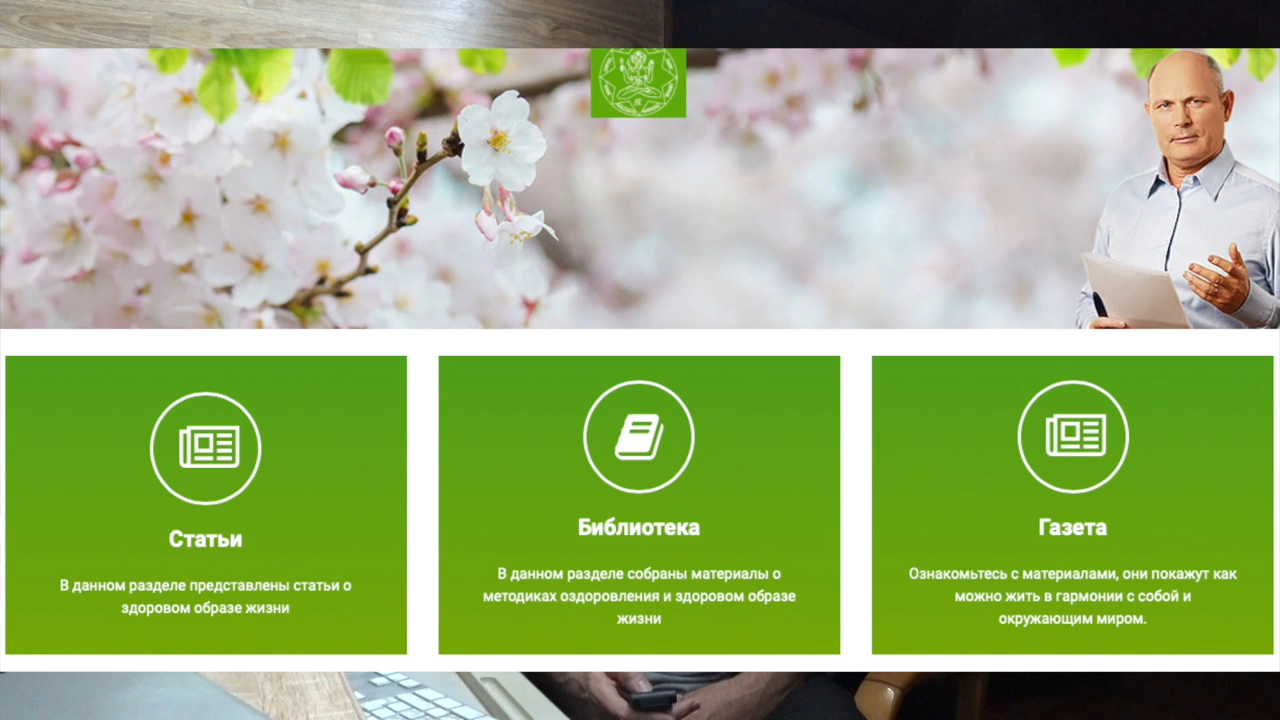 Статьи
В данном разделе представлены статьи о
здоровом образе жизни
Библиотека
В данном разделе собраны материалы о
методиках оздоровления и здоровом образе
жизни
Газета
Ознакомьтесь с материалами, они покажут как
можно жить в гармонии с собой и
окружающим миром.